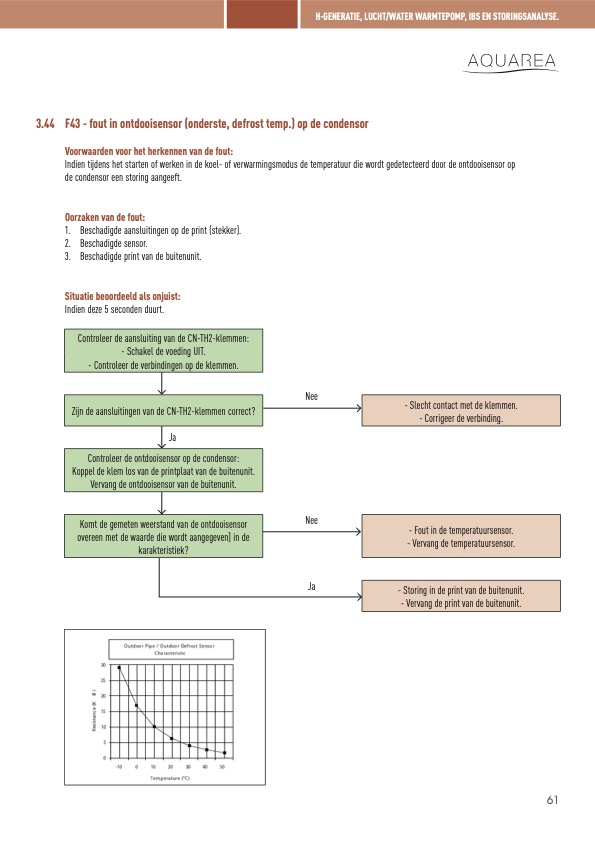 H-GENERATIE, LUCHT/WATER WARMTEPOMP, IBS EN STORINGSANALYSE.
AQUAREA
3.44 F43 - fout in ontdooisensor (onderste, defrost temp.) op de condensor
Voorwaarden voor het herkennen van de fout:
Indien tijdens het starten of werken in de koel- of verwarmingsmodus de temperatuur die wordt gedetecteerd door de ontdooisensor op
de condensor een storing aangeeft.
Oorzaken van de fout:
1. Beschadigde aansluitingen op de print (stekker).
2. Beschadigde sensor.
3. Beschadigde print van de buitenunit.
Situatie beoordeeld als onjuist:
Indien deze 5 seconden duurt.
Controleer de aansluiting van de CN-TH2-klemmen:
- Schakel de voeding UIT.
- Controleer de verbindingen op de klemmen.
Zijn de aansluitingen van de CN-TH2-klemmen correct?
Nee
- Slecht contact met de klemmen.
- Corrigeer de verbinding.
Ja
Controleer de ontdooisensor op de condensor:
Koppel de klem los van de printplaat van de buitenunit.
Vervang de ontdooisensor van de buitenunit.
Komt de gemeten weerstand van de ontdooisensor
overeen met de waarde die wordt aangegeven) in de
karakteristiek?
Nee
- Fout in de temperatuursensor.
- Vervang de temperatuursensor.
Ja
- Storing in de print van de buitenunit.
- Vervang de print van de buitenunit.
Outdoor Pipe / Outdoor Defrost Sensor
Characteristic
Resistance (K )
30
25
20
15
10
5
0
-10 0 10 20 30 40 50
Temperature (°C)
61